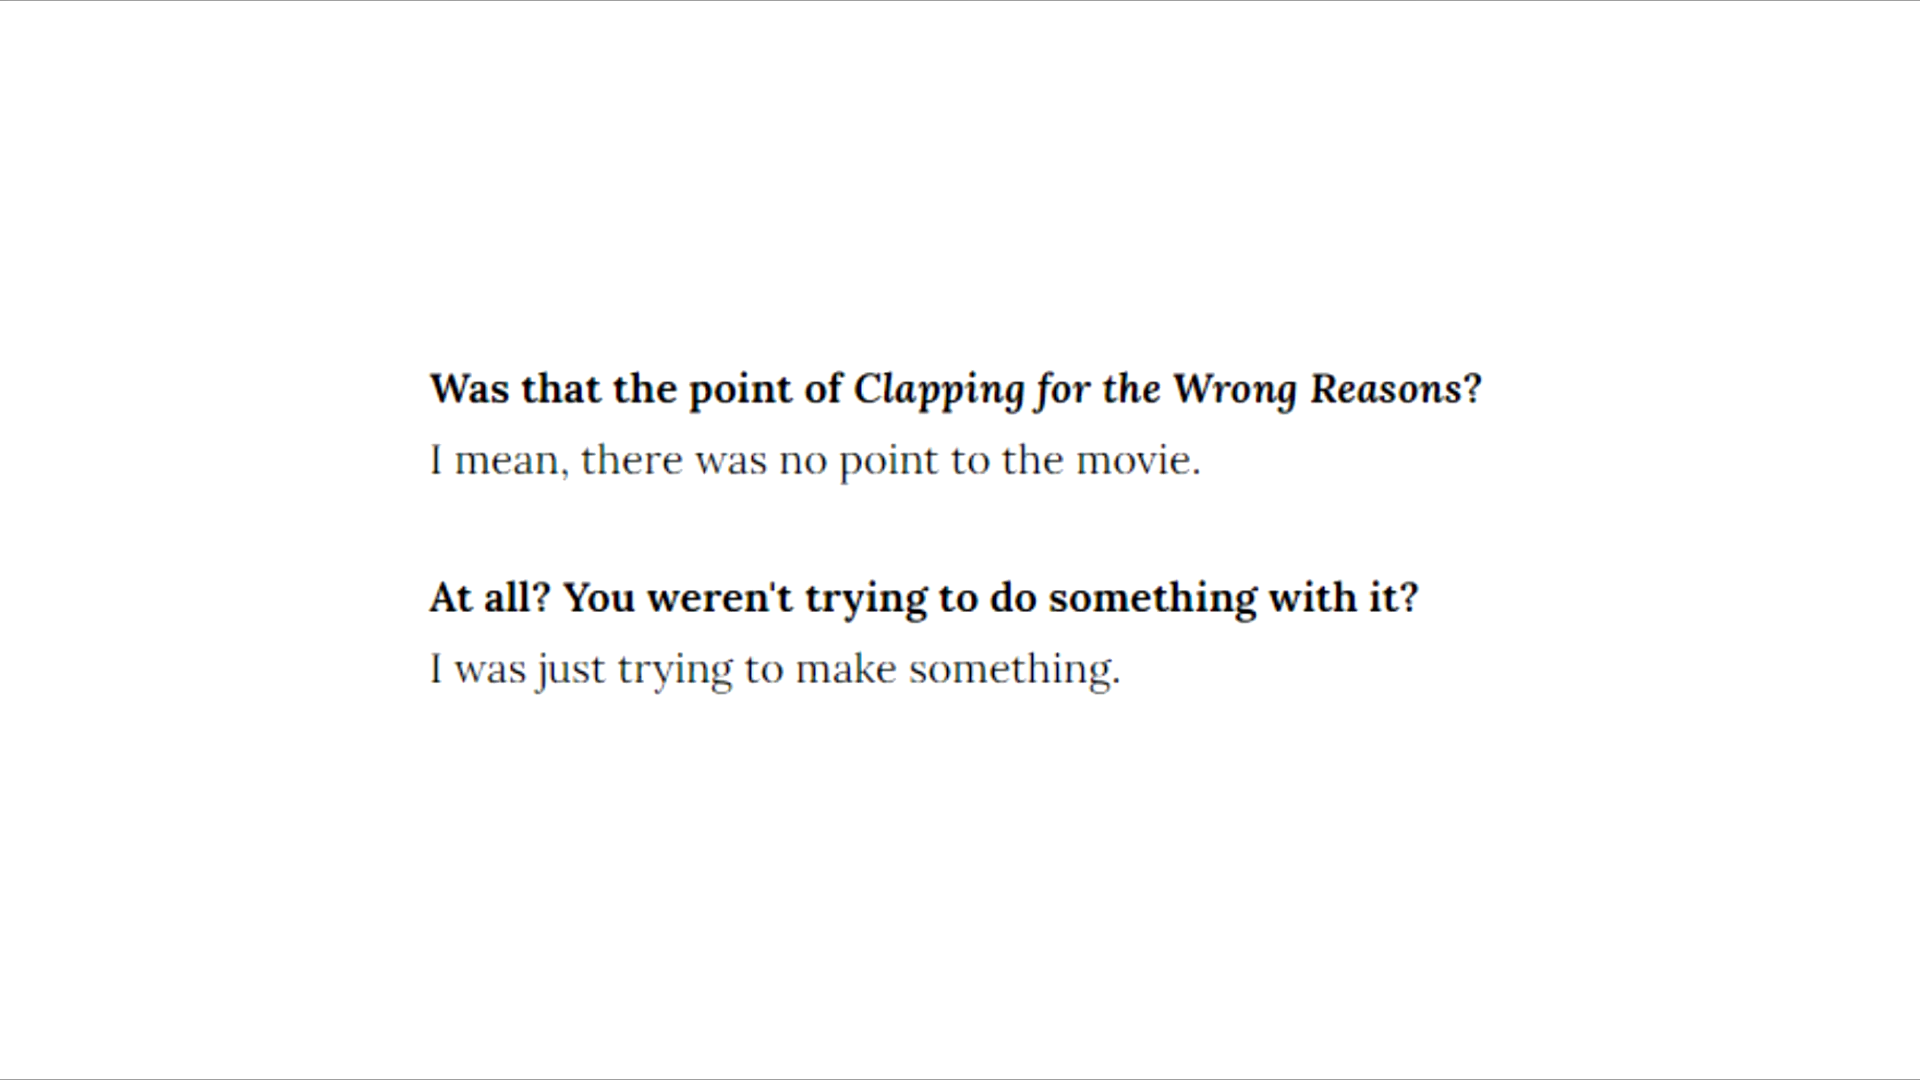 Was that the point of Clapping for the Wrong Reasons?
I mean, there was no point to the movie.
At all? You weren't trying to do something with it?
I was just trying to make something.